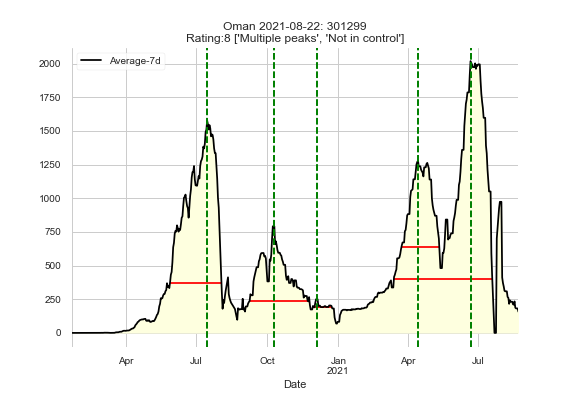 Oman 2021-08-22: 301299
Rating:8 ['Multiple peaks', 'Not in control']
Average-7d
2000
1750
1500
1250
1000
750
500
250
0
Apr
Jul
Oct
Jan
2021
Apr
Jul
Date